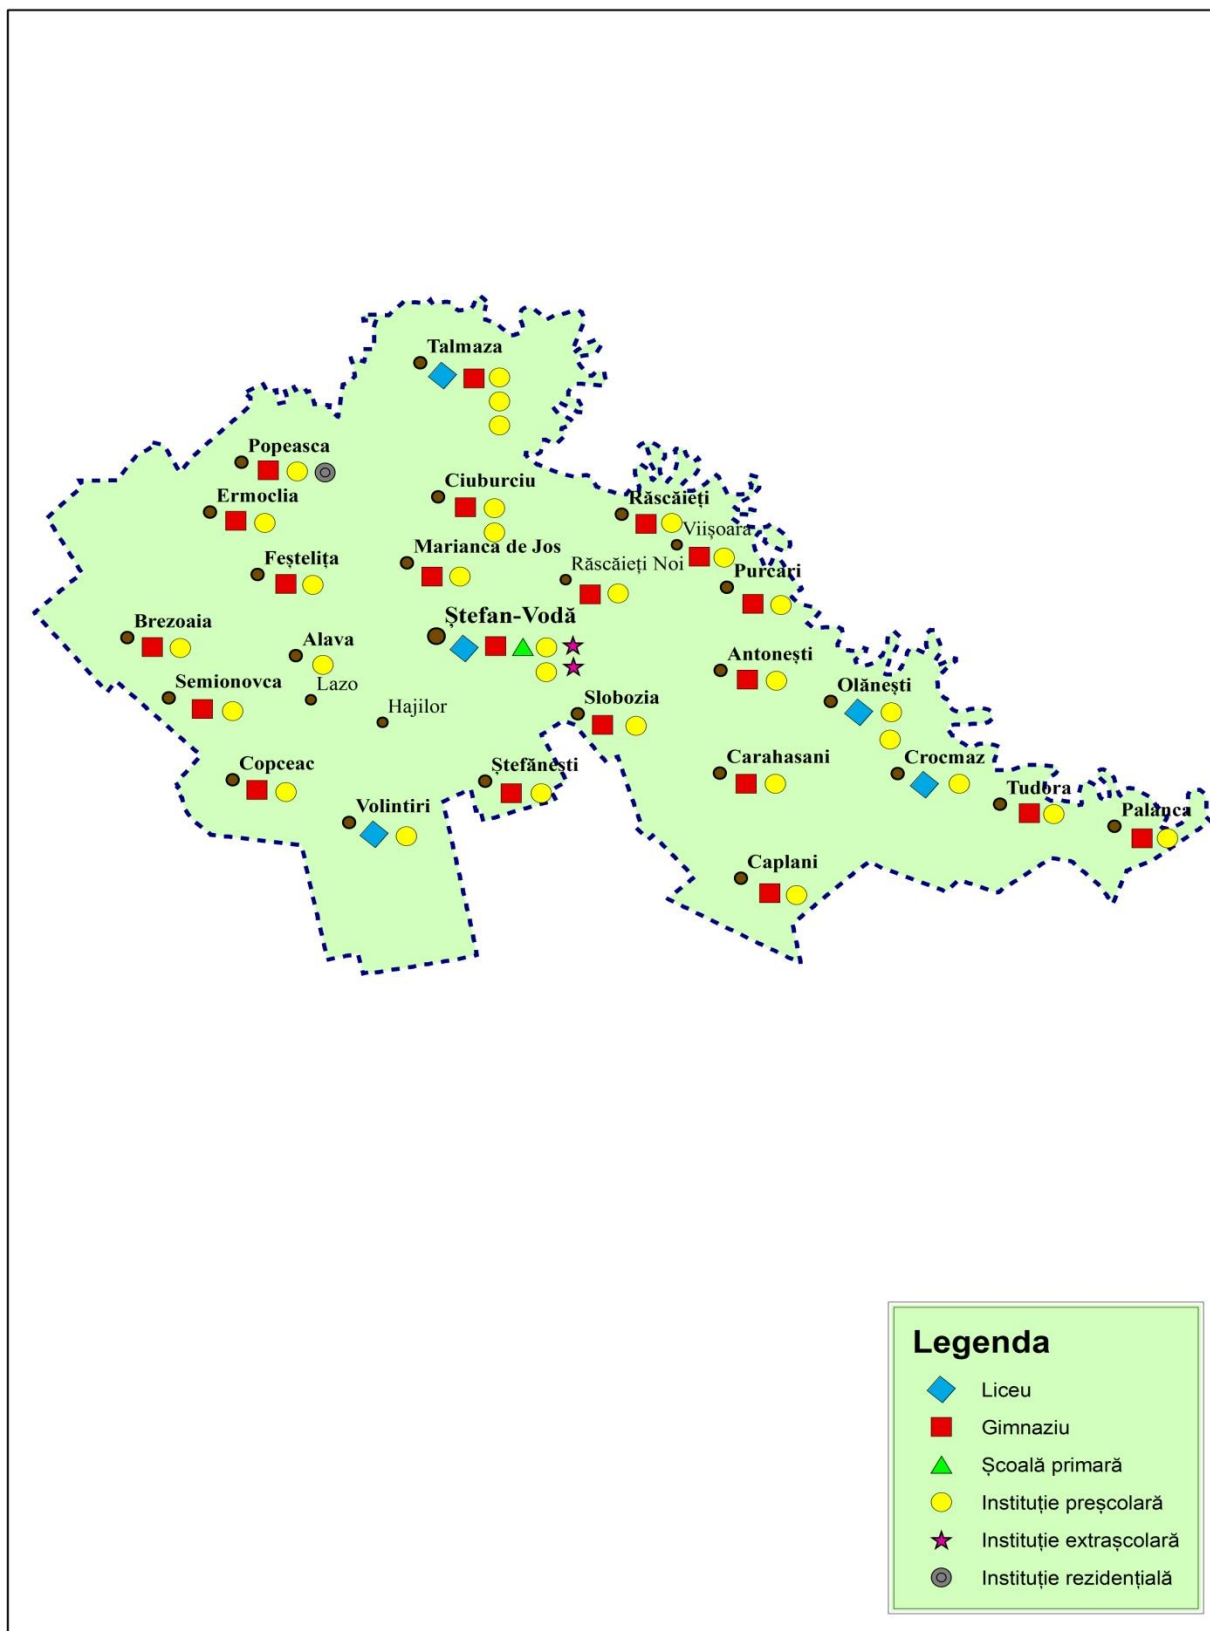 Talmaza
Popeasca
Ciuburciu
Ermoclia
Răscăieți
Viișoara
Marianca de Jos
Feștelița
Răscăieți Noi
Purcari
Ștefan-Vodă
Brezoaia
Alava
Antonești
Semionovca
Lazo
Olănești
Slobozia
Hajilor
Copceac
Ștefănești
Carahasani
Crocmaz
Tudora
Volintiri
Palanca
Caplani
Legenda
Liceu
Gimnaziu
Școală primară
Instituție preșcolară
Instituție extrașcolară
Instituție rezidențială